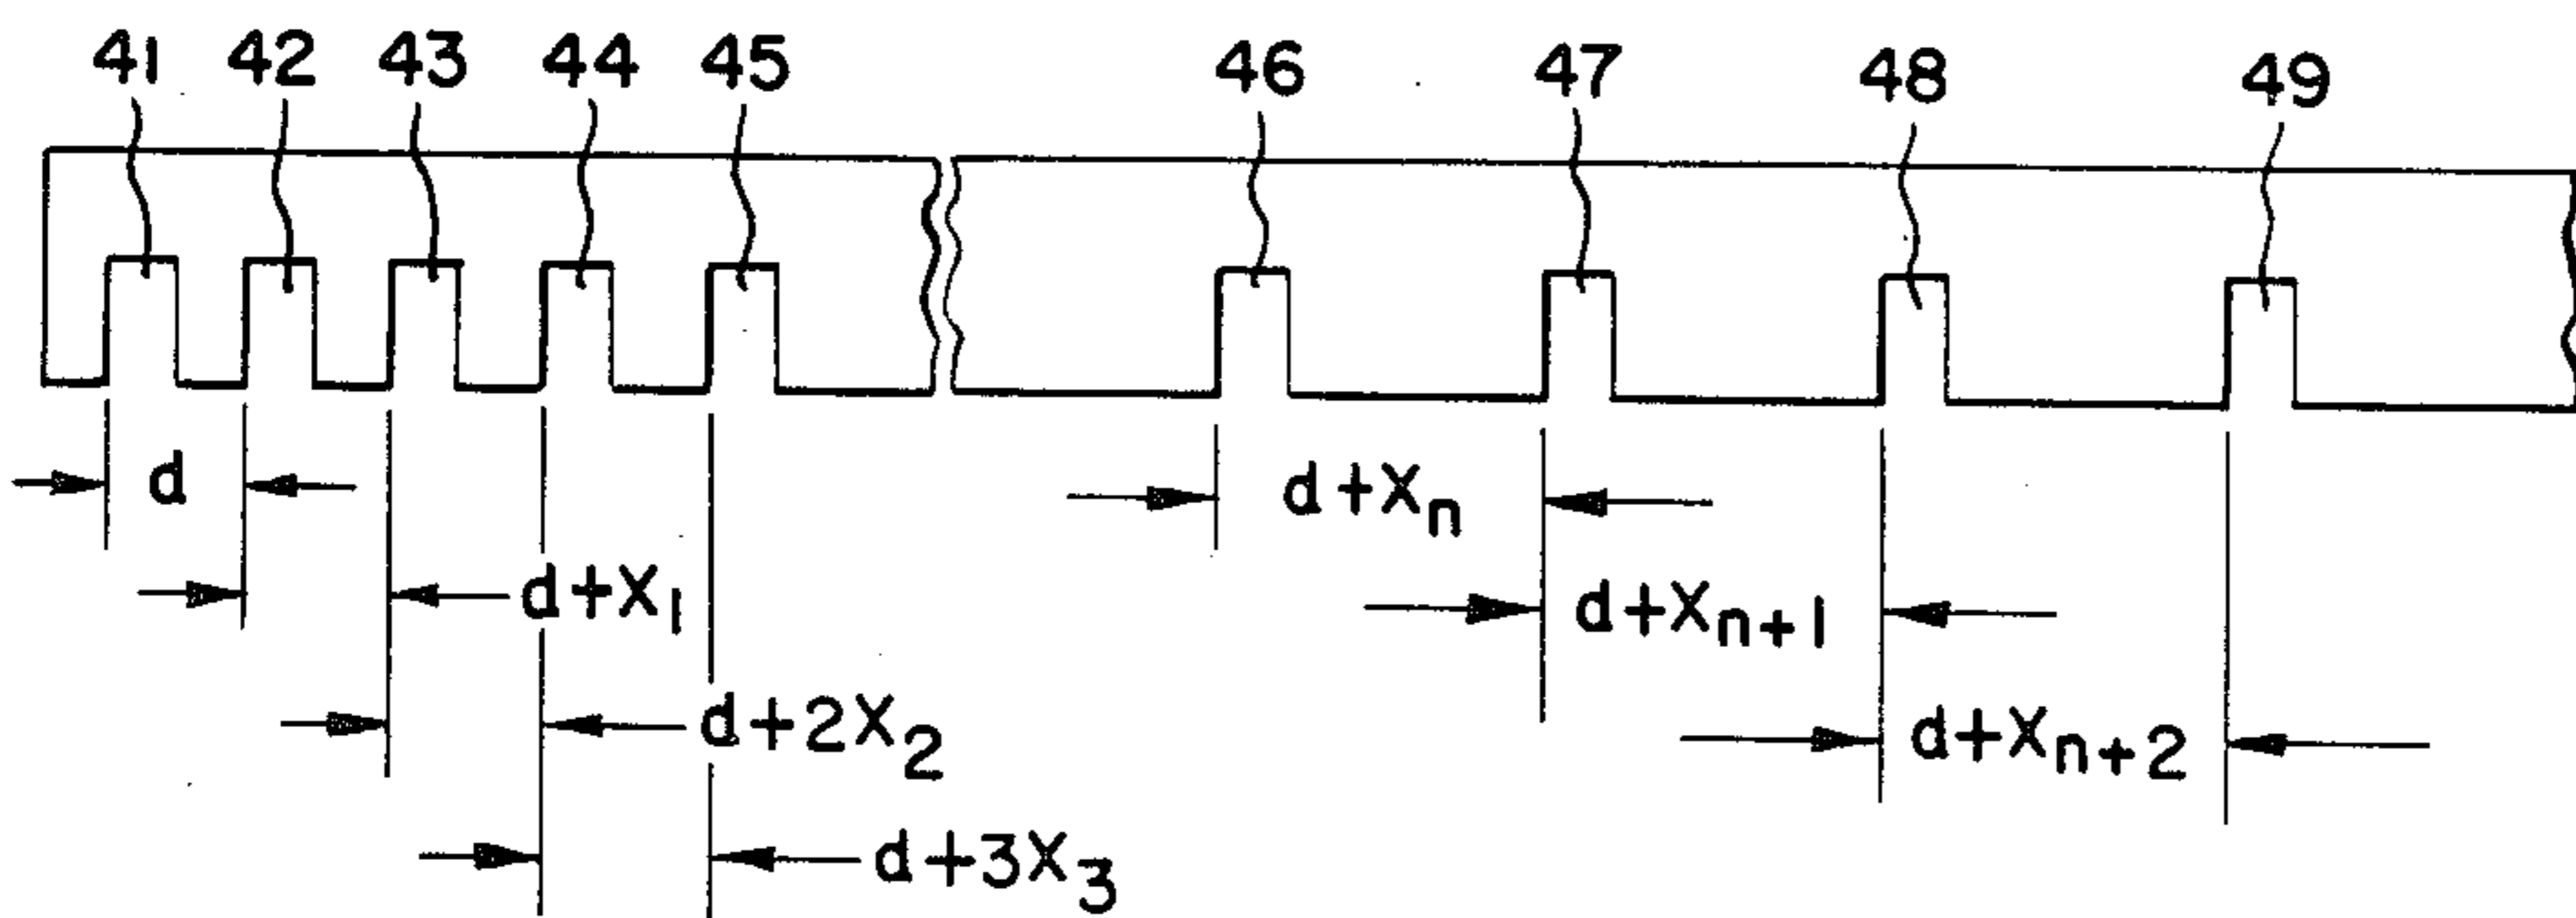 41 42 43 44 45 46 47 48 49
d d+Xₙ
d+X₁ d+Xₙ₊₁
d+2X₂ d+Xₙ₊₂
d+3X₃